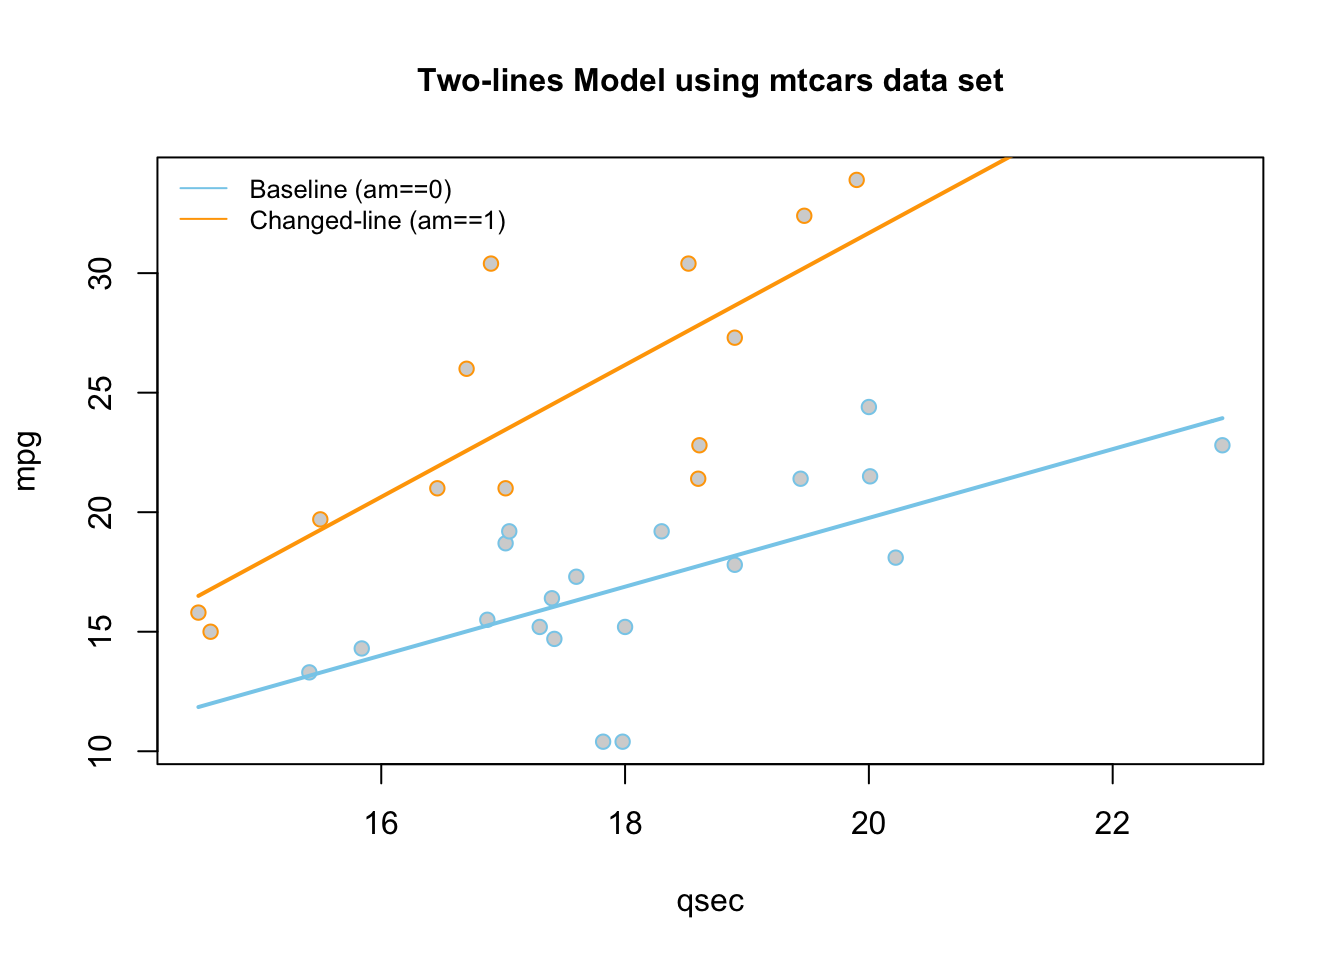 Two-lines Model using mtcars data set
Baseline (am==0)
Changed-line (am==1)
30
25
20
15
10
mpg
16 18 20 22
qsec